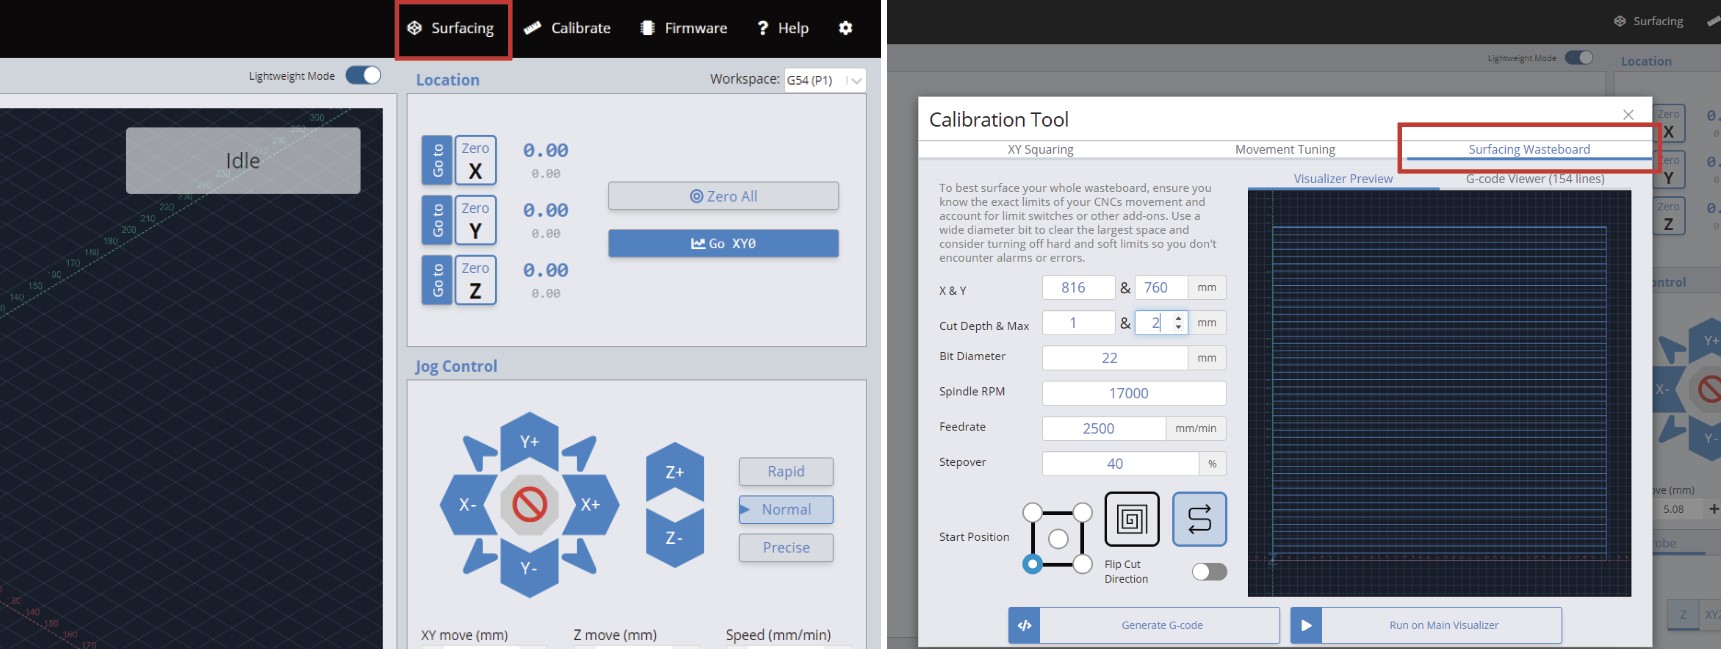 Surfacing
Calibrate
Firmware
? Help
Lightweight Mode
Location
Workspace: G54 (P1)
300
290
280
260
250
240
230
220
210
200
190
180
170
160
150
140
Idle
Go to
Zero
X
0.00
0.00
Go to
Zero
Y
0.00
0.00
Go to
Zero
Z
0.00
0.00
Zero All
Go XY0
Jog Control
Y+
X-
X+
Y-
Z+
Z-
Rapid
Normal
Precise
130
140
150
160
170
XY move (mm)
Z move (mm)
Speed (mm/min)
Surfacing
Lightweight Mode
Location
Calibration Tool
XY Squaring
Movement Tuning
Surfacing Wasteboard
Visualizer Preview
G-code Viewer (154 lines)
To best surface your whole wasteboard, ensure you
know the exact limits of your CNCs movement and
account for limit switches or other add-ons. Use a
wide diameter bit to clear the largest space and
consider turning off hard and soft limits so you don't
encounter alarms or errors.
X & Y 816 & 760 mm
Cut Depth & Max 1 & 2 mm
Bit Diameter 22 mm
Spindle RPM 17000
Feedrate 2500 mm/min
Stepover 40 %
Start Position
Flip Cut
Direction
Generate G-code
Run on Main Visualizer
Zero
X
Zero
Y
Zero
Z
ontrol
Y+
X-
Y-
ove (mm)
5.08 +
robe
Z
XYZ